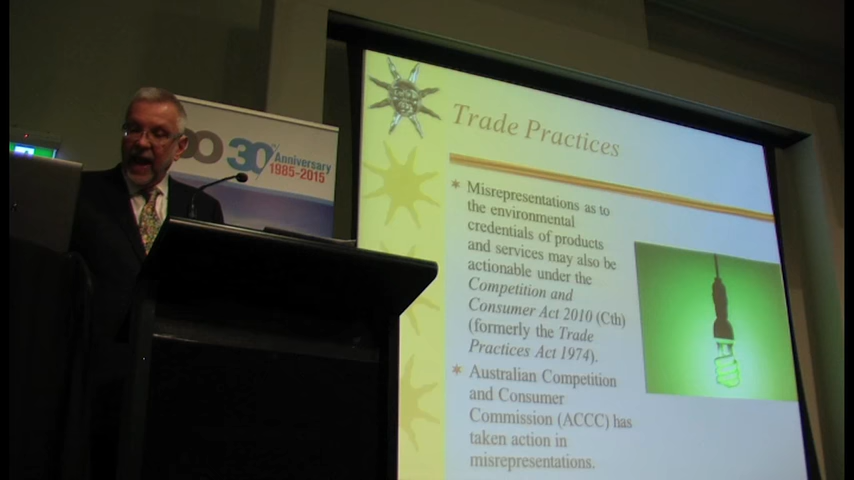 DO 30th Anniversary
1985-2015
Trade Practices
Misrepresentations as to
the environmental
credentials of products
and services may also be
actionable under the
Competition and
Consumer Act 2010 (Cth)
(formerly the Trade
Practices Act 1974).
Australian Competition
and Consumer
Commission (ACCC) has
taken action in
misrepresentations.